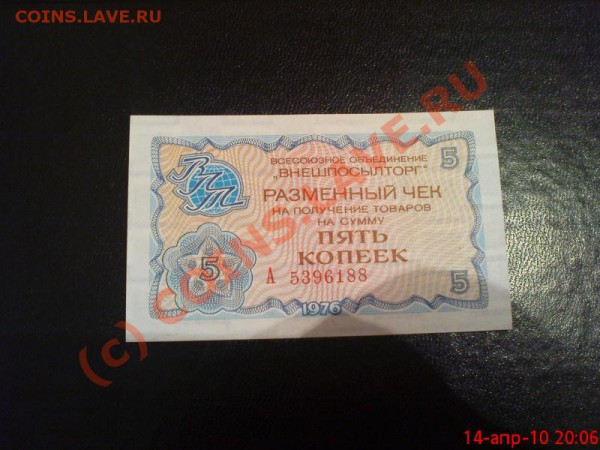 COINS.LAVE.RU
ВПТ
ВСЕСОЮЗНОЕ ОБЪЕДИНЕНИЕ
„ВНЕШПОСЫЛТОРГ"
5
РАЗМЕННЫЙ ЧЕК
НА ПОЛУЧЕНИЕ ТОВАРОВ
НА СУММУ
ПЯТЬ
КОПЕЕК
5
А 5396188
5
1976
(c) COINS.LAVE.RU
14-апр-10 20:06